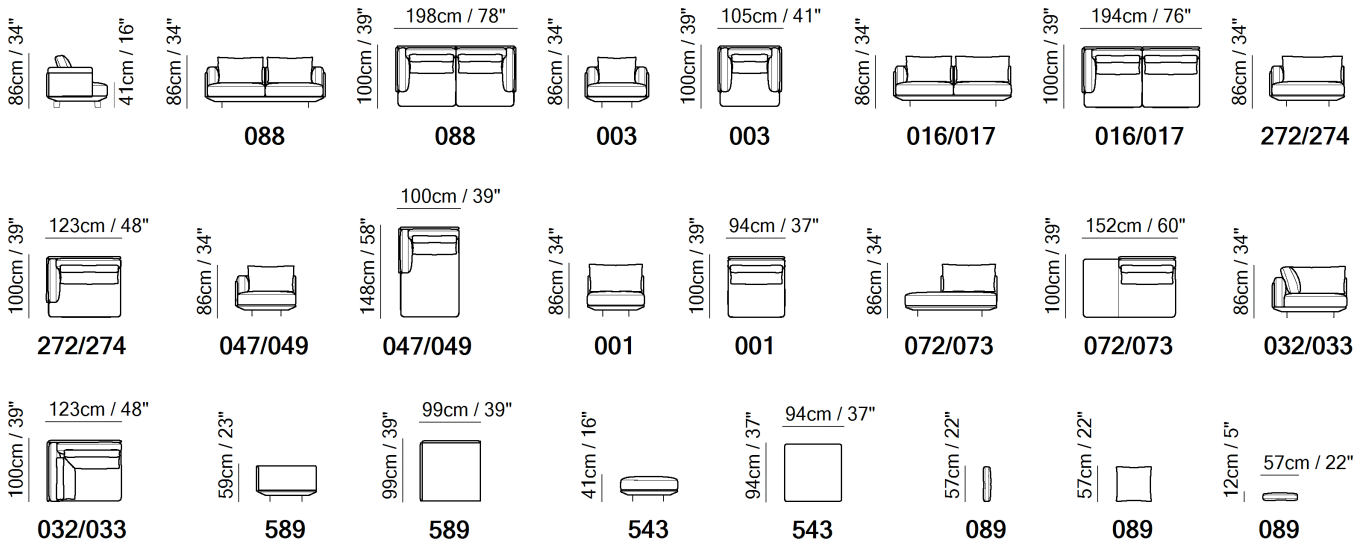 86cm / 34"
41cm / 16"
86cm / 34"
088
198cm / 78"
100cm / 39"
088
86cm / 34"
003
105cm / 41"
100cm / 39"
003
86cm / 34"
016/017
194cm / 76"
100cm / 39"
016/017
86cm / 34"
272/274
123cm / 48"
100cm / 39"
272/274
86cm / 34"
047/049
100cm / 39"
148cm / 58"
047/049
86cm / 34"
001
94cm / 37"
100cm / 39"
001
86cm / 34"
072/073
152cm / 60"
100cm / 39"
072/073
86cm / 34"
032/033
123cm / 48"
100cm / 39"
032/033
59cm / 23"
589
99cm / 39"
99cm / 39"
589
41cm / 16"
543
94cm / 37"
94cm / 37"
543
57cm / 22"
089
57cm / 22"
089
12cm / 5"
57cm / 22"
089